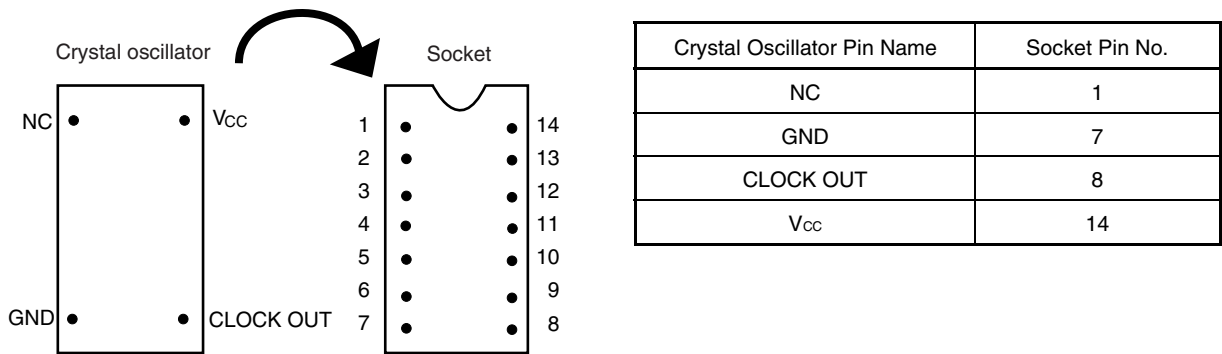 Crystal oscillator
NC
VCC
GND
CLOCK OUT
Socket
1
2
3
4
5
6
7
14
13
12
11
10
9
8
Crystal Oscillator Pin Name Socket Pin No.
NC 1
GND 7
CLOCK OUT 8
VCC 14